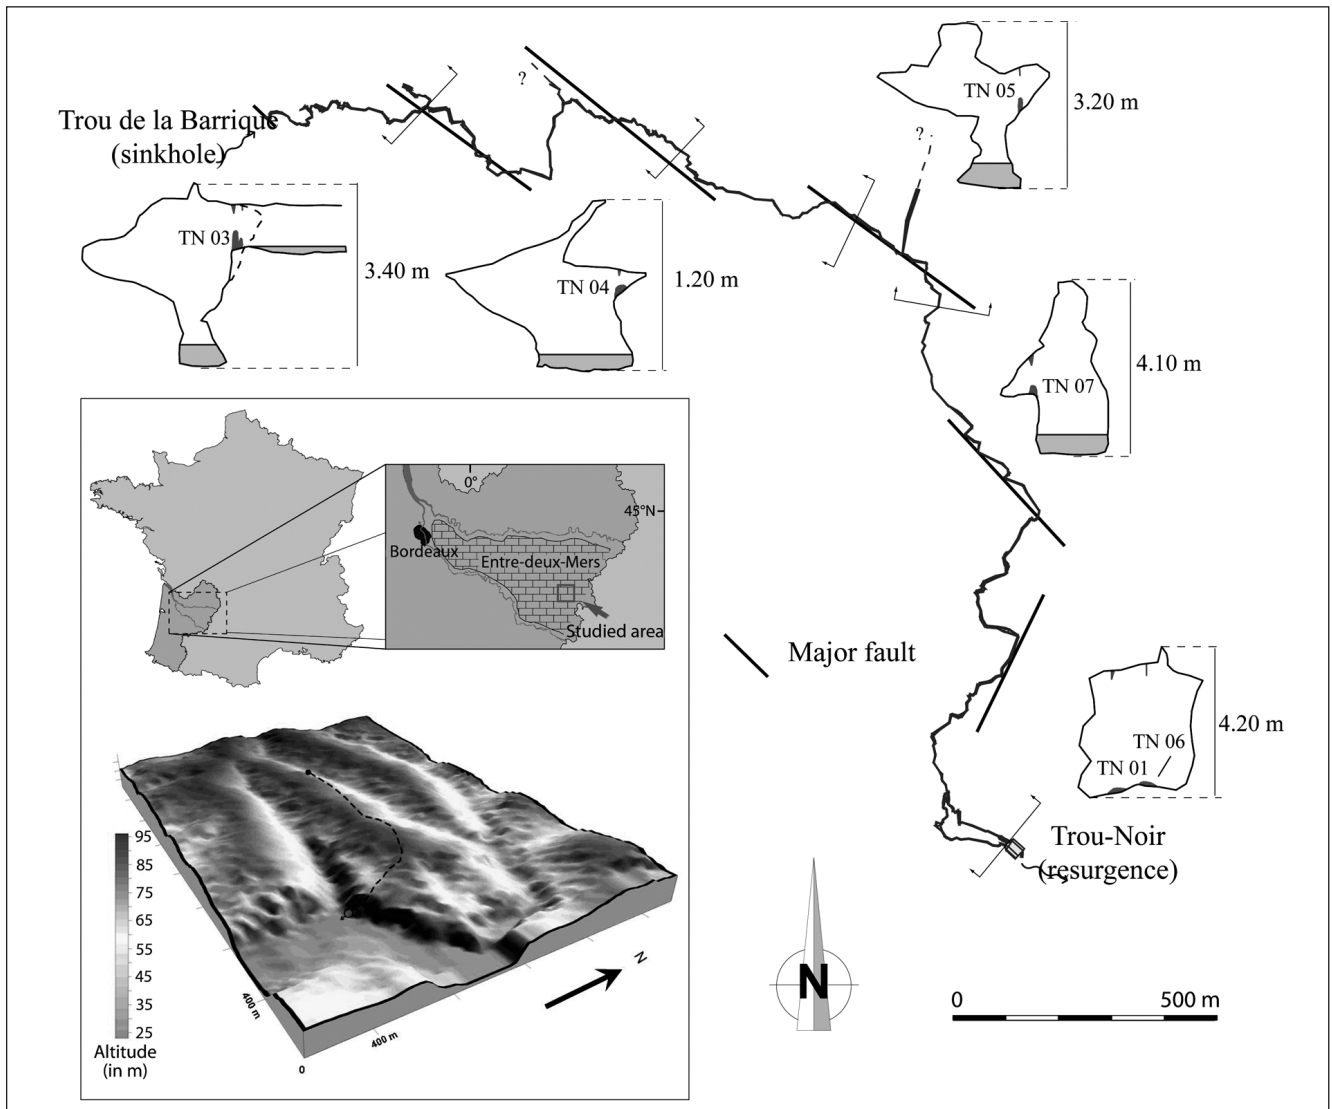 Trou de la Barrique
(sinkhole)
?
TN 05
3.20 m
?
TN 03
3.40 m
TN 04
1.20 m
TN 07
4.10 m
0°
45°N
Bordeaux
Entre-deux-Mers
Studied area
Major fault
TN 06
TN 01
4.20 m
Trou-Noir
(resurgence)
95
85
75
65
55
45
35
25
Altitude
(in m)
400 m
0
400 m
N
N
0
500 m